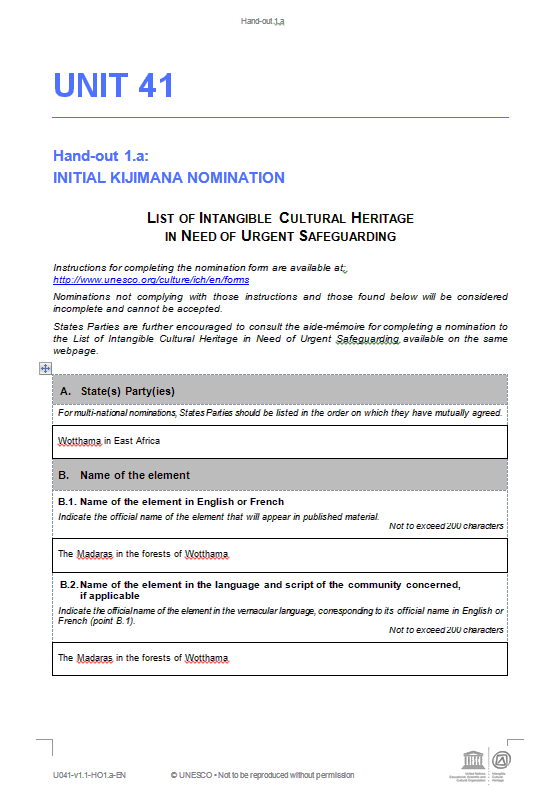 Hand-out 1.a
UNIT 41
Hand-out 1.a:
INITIAL KIJIMANA NOMINATION
LIST OF INTANGIBLE CULTURAL HERITAGE
IN NEED OF URGENT SAFEGUARDING
Instructions for completing the nomination form are available at:
http://www.unesco.org/culture/ich/en/forms
Nominations not complying with those instructions and those found below will be considered
incomplete and cannot be accepted.
States Parties are further encouraged to consult the aide-mémoire for completing a nomination to
the List of Intangible Cultural Heritage in Need of Urgent Safeguarding available on the same
webpage.
A. State(s) Party(ies)
For multi-national nominations, States Parties should be listed in the order on which they have mutually agreed.
Wotthama in East Africa
B. Name of the element
B.1. Name of the element in English or French
Indicate the official name of the element that will appear in published material.
Not to exceed 200 characters
The Madaras in the forests of Wotthama
B.2. Name of the element in the language and script of the community concerned,
if applicable
Indicate the official name of the element in the vernacular language, corresponding to its official name in English or
French (point B.1).
Not to exceed 200 characters
The Madaras in the forests of Wotthama
U041-v1.1-HO1.a-EN © UNESCO • Not to be reproduced without permission
United Nations
Educational, Scientific and
Cultural Organization
Intangible
Cultural
Heritage